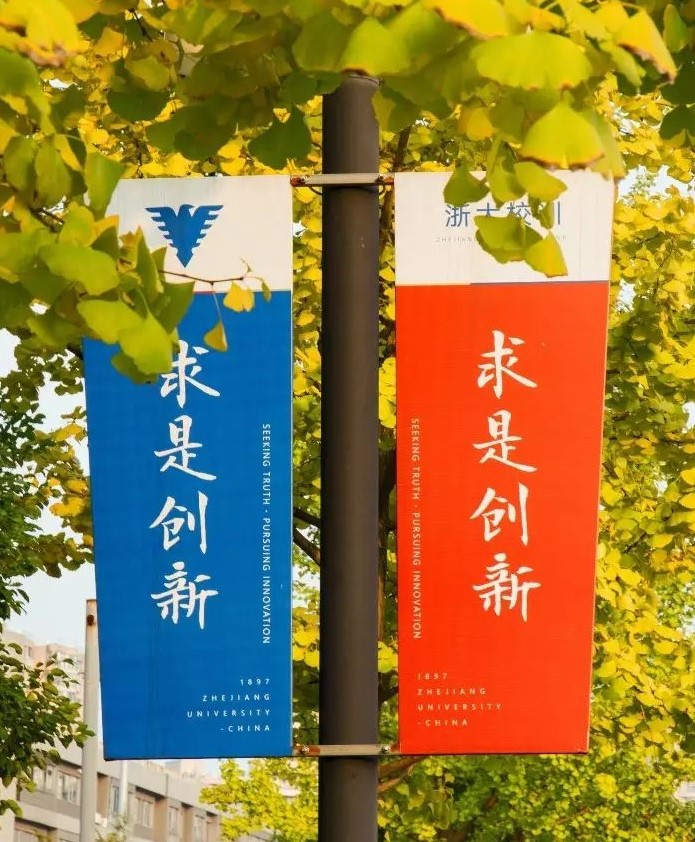 求是创新
SEEKING TRUTH · PURSUING INNOVATION
1897
ZHEJIANG
UNIVERSITY
-CHINA
浙大校训
求是创新
SEEKING TRUTH · PURSUING INNOVATION
1897
ZHEJIANG
UNIVERSITY
-CHINA